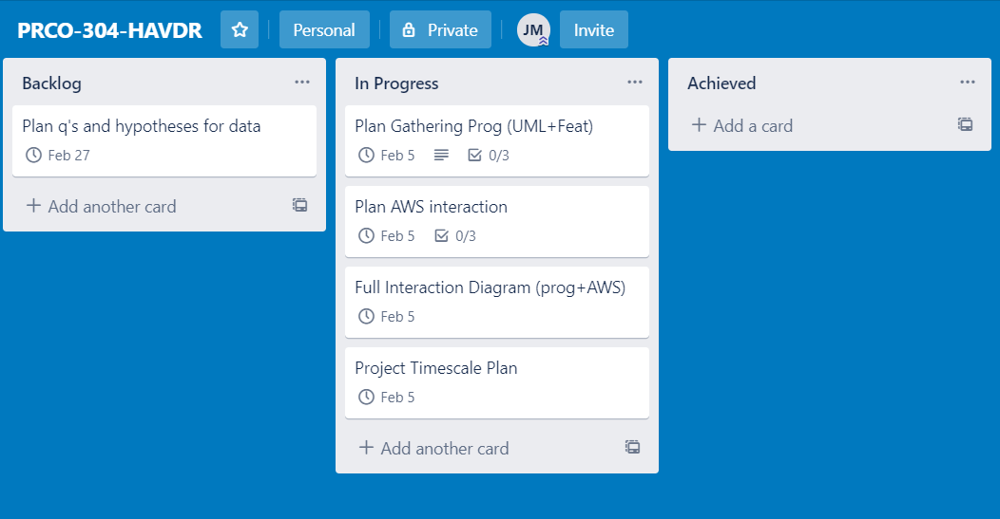 PRCO-304-HAVDR Personal Private JM Invite
Backlog
Plan q's and hypotheses for data
Feb 27
Add another card
In Progress
Plan Gathering Prog (UML+Feat)
Feb 5 0/3
Plan AWS interaction
Feb 5 0/3
Full Interaction Diagram (prog+AWS)
Feb 5
Project Timescale Plan
Feb 5
Add another card
Achieved
Add a card